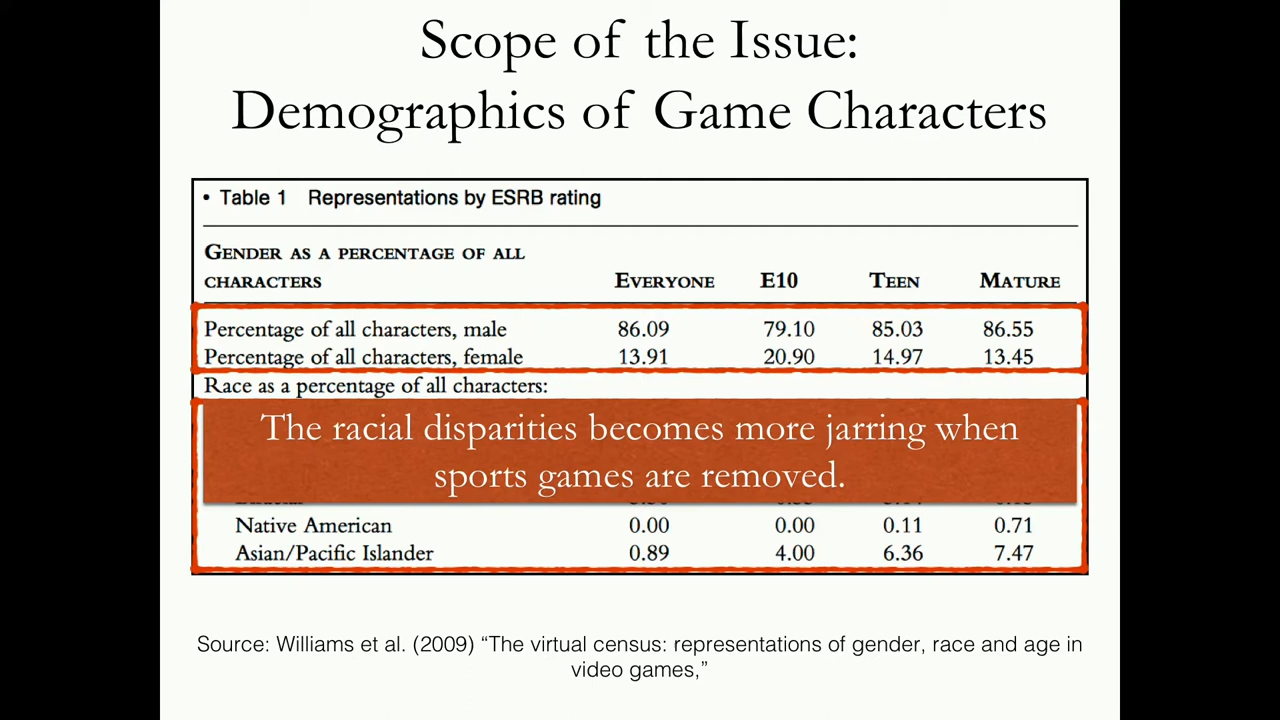 Scope of the Issue:
Demographics of Game Characters
• Table 1 Representations by ESRB rating
GENDER AS A PERCENTAGE OF ALL
CHARACTERS EVERYONE E10 TEEN MATURE
Percentage of all characters, male 86.09 79.10 85.03 86.55
Percentage of all characters, female 13.91 20.90 14.97 13.45
Race as a percentage of all characters:
The racial disparities becomes more jarring when
sports games are removed.
Native American 0.00 0.00 0.11 0.71
Asian/Pacific Islander 0.89 4.00 6.36 7.47
Source: Williams et al. (2009) “The virtual census: representations of gender, race and age in
video games,”